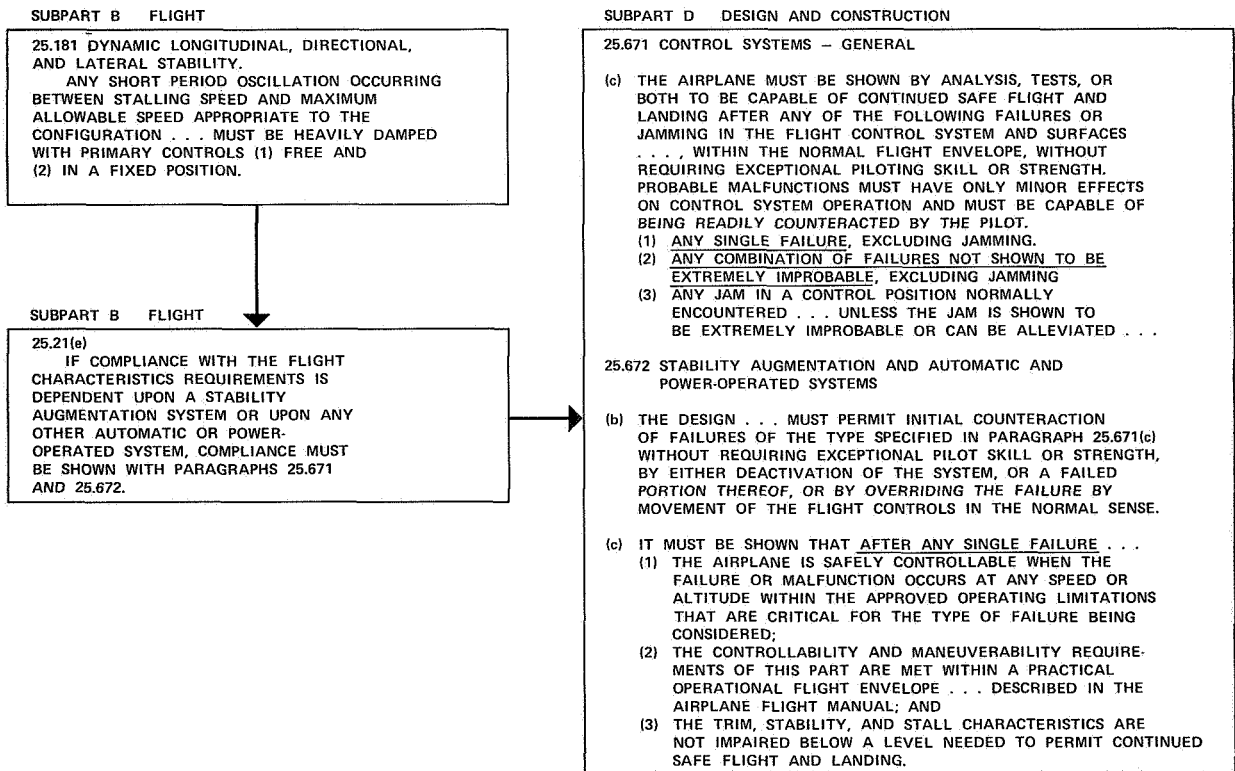 SUBPART B FLIGHT
25.181 DYNAMIC LONGITUDINAL, DIRECTIONAL,
AND LATERAL STABILITY.
ANY SHORT PERIOD OSCILLATION OCCURRING
BETWEEN STALLING SPEED AND MAXIMUM
ALLOWABLE SPEED APPROPRIATE TO THE
CONFIGURATION . . . MUST BE HEAVILY DAMPED
WITH PRIMARY CONTROLS (1) FREE AND
(2) IN A FIXED POSITION.
SUBPART B FLIGHT
25.21(e)
IF COMPLIANCE WITH THE FLIGHT
CHARACTERISTICS REQUIREMENTS IS
DEPENDENT UPON A STABILITY
AUGMENTATION SYSTEM OR UPON ANY
OTHER AUTOMATIC OR POWER-
OPERATED SYSTEM, COMPLIANCE MUST
BE SHOWN WITH PARAGRAPHS 25.671
AND 25.672.
SUBPART D DESIGN AND CONSTRUCTION
25.671 CONTROL SYSTEMS – GENERAL
(c) THE AIRPLANE MUST BE SHOWN BY ANALYSIS, TESTS, OR
BOTH TO BE CAPABLE OF CONTINUED SAFE FLIGHT AND
LANDING AFTER ANY OF THE FOLLOWING FAILURES OR
JAMMING IN THE FLIGHT CONTROL SYSTEM AND SURFACES
. . . . , WITHIN THE NORMAL FLIGHT ENVELOPE, WITHOUT
REQUIRING EXCEPTIONAL PILOTING SKILL OR STRENGTH.
PROBABLE MALFUNCTIONS MUST HAVE ONLY MINOR EFFECTS
ON CONTROL SYSTEM OPERATION AND MUST BE CAPABLE OF
BEING READILY COUNTERACTED BY THE PILOT.
(1) ANY SINGLE FAILURE, EXCLUDING JAMMING.
(2) ANY COMBINATION OF FAILURES NOT SHOWN TO BE
EXTREMELY IMPROBABLE, EXCLUDING JAMMING
(3) ANY JAM IN A CONTROL POSITION NORMALLY
ENCOUNTERED . . . UNLESS THE JAM IS SHOWN TO
BE EXTREMELY IMPROBABLE OR CAN BE ALLEVIATED . . .
25.672 STABILITY AUGMENTATION AND AUTOMATIC AND
POWER-OPERATED SYSTEMS
(b) THE DESIGN . . . MUST PERMIT INITIAL COUNTERACTION
OF FAILURES OF THE TYPE SPECIFIED IN PARAGRAPH 25.671(c)
WITHOUT REQUIRING EXCEPTIONAL PILOT SKILL OR STRENGTH,
BY EITHER DEACTIVATION OF THE SYSTEM, OR A FAILED
PORTION THEREOF, OR BY OVERRIDING THE FAILURE BY
MOVEMENT OF THE FLIGHT CONTROLS IN THE NORMAL SENSE.
(c) IT MUST BE SHOWN THAT AFTER ANY SINGLE FAILURE . . .
(1) THE AIRPLANE IS SAFELY CONTROLLABLE WHEN THE
FAILURE OR MALFUNCTION OCCURS AT ANY SPEED OR
ALTITUDE WITHIN THE APPROVED OPERATING LIMITATIONS
THAT ARE CRITICAL FOR THE TYPE OF FAILURE BEING
CONSIDERED;
(2) THE CONTROLLABILITY AND MANEUVERABILITY REQUIRE-
MENTS OF THIS PART ARE MET WITHIN A PRACTICAL
OPERATIONAL FLIGHT ENVELOPE . . . DESCRIBED IN THE
AIRPLANE FLIGHT MANUAL; AND
(3) THE TRIM, STABILITY, AND STALL CHARACTERISTICS ARE
NOT IMPAIRED BELOW A LEVEL NEEDED TO PERMIT CONTINUED
SAFE FLIGHT AND LANDING.